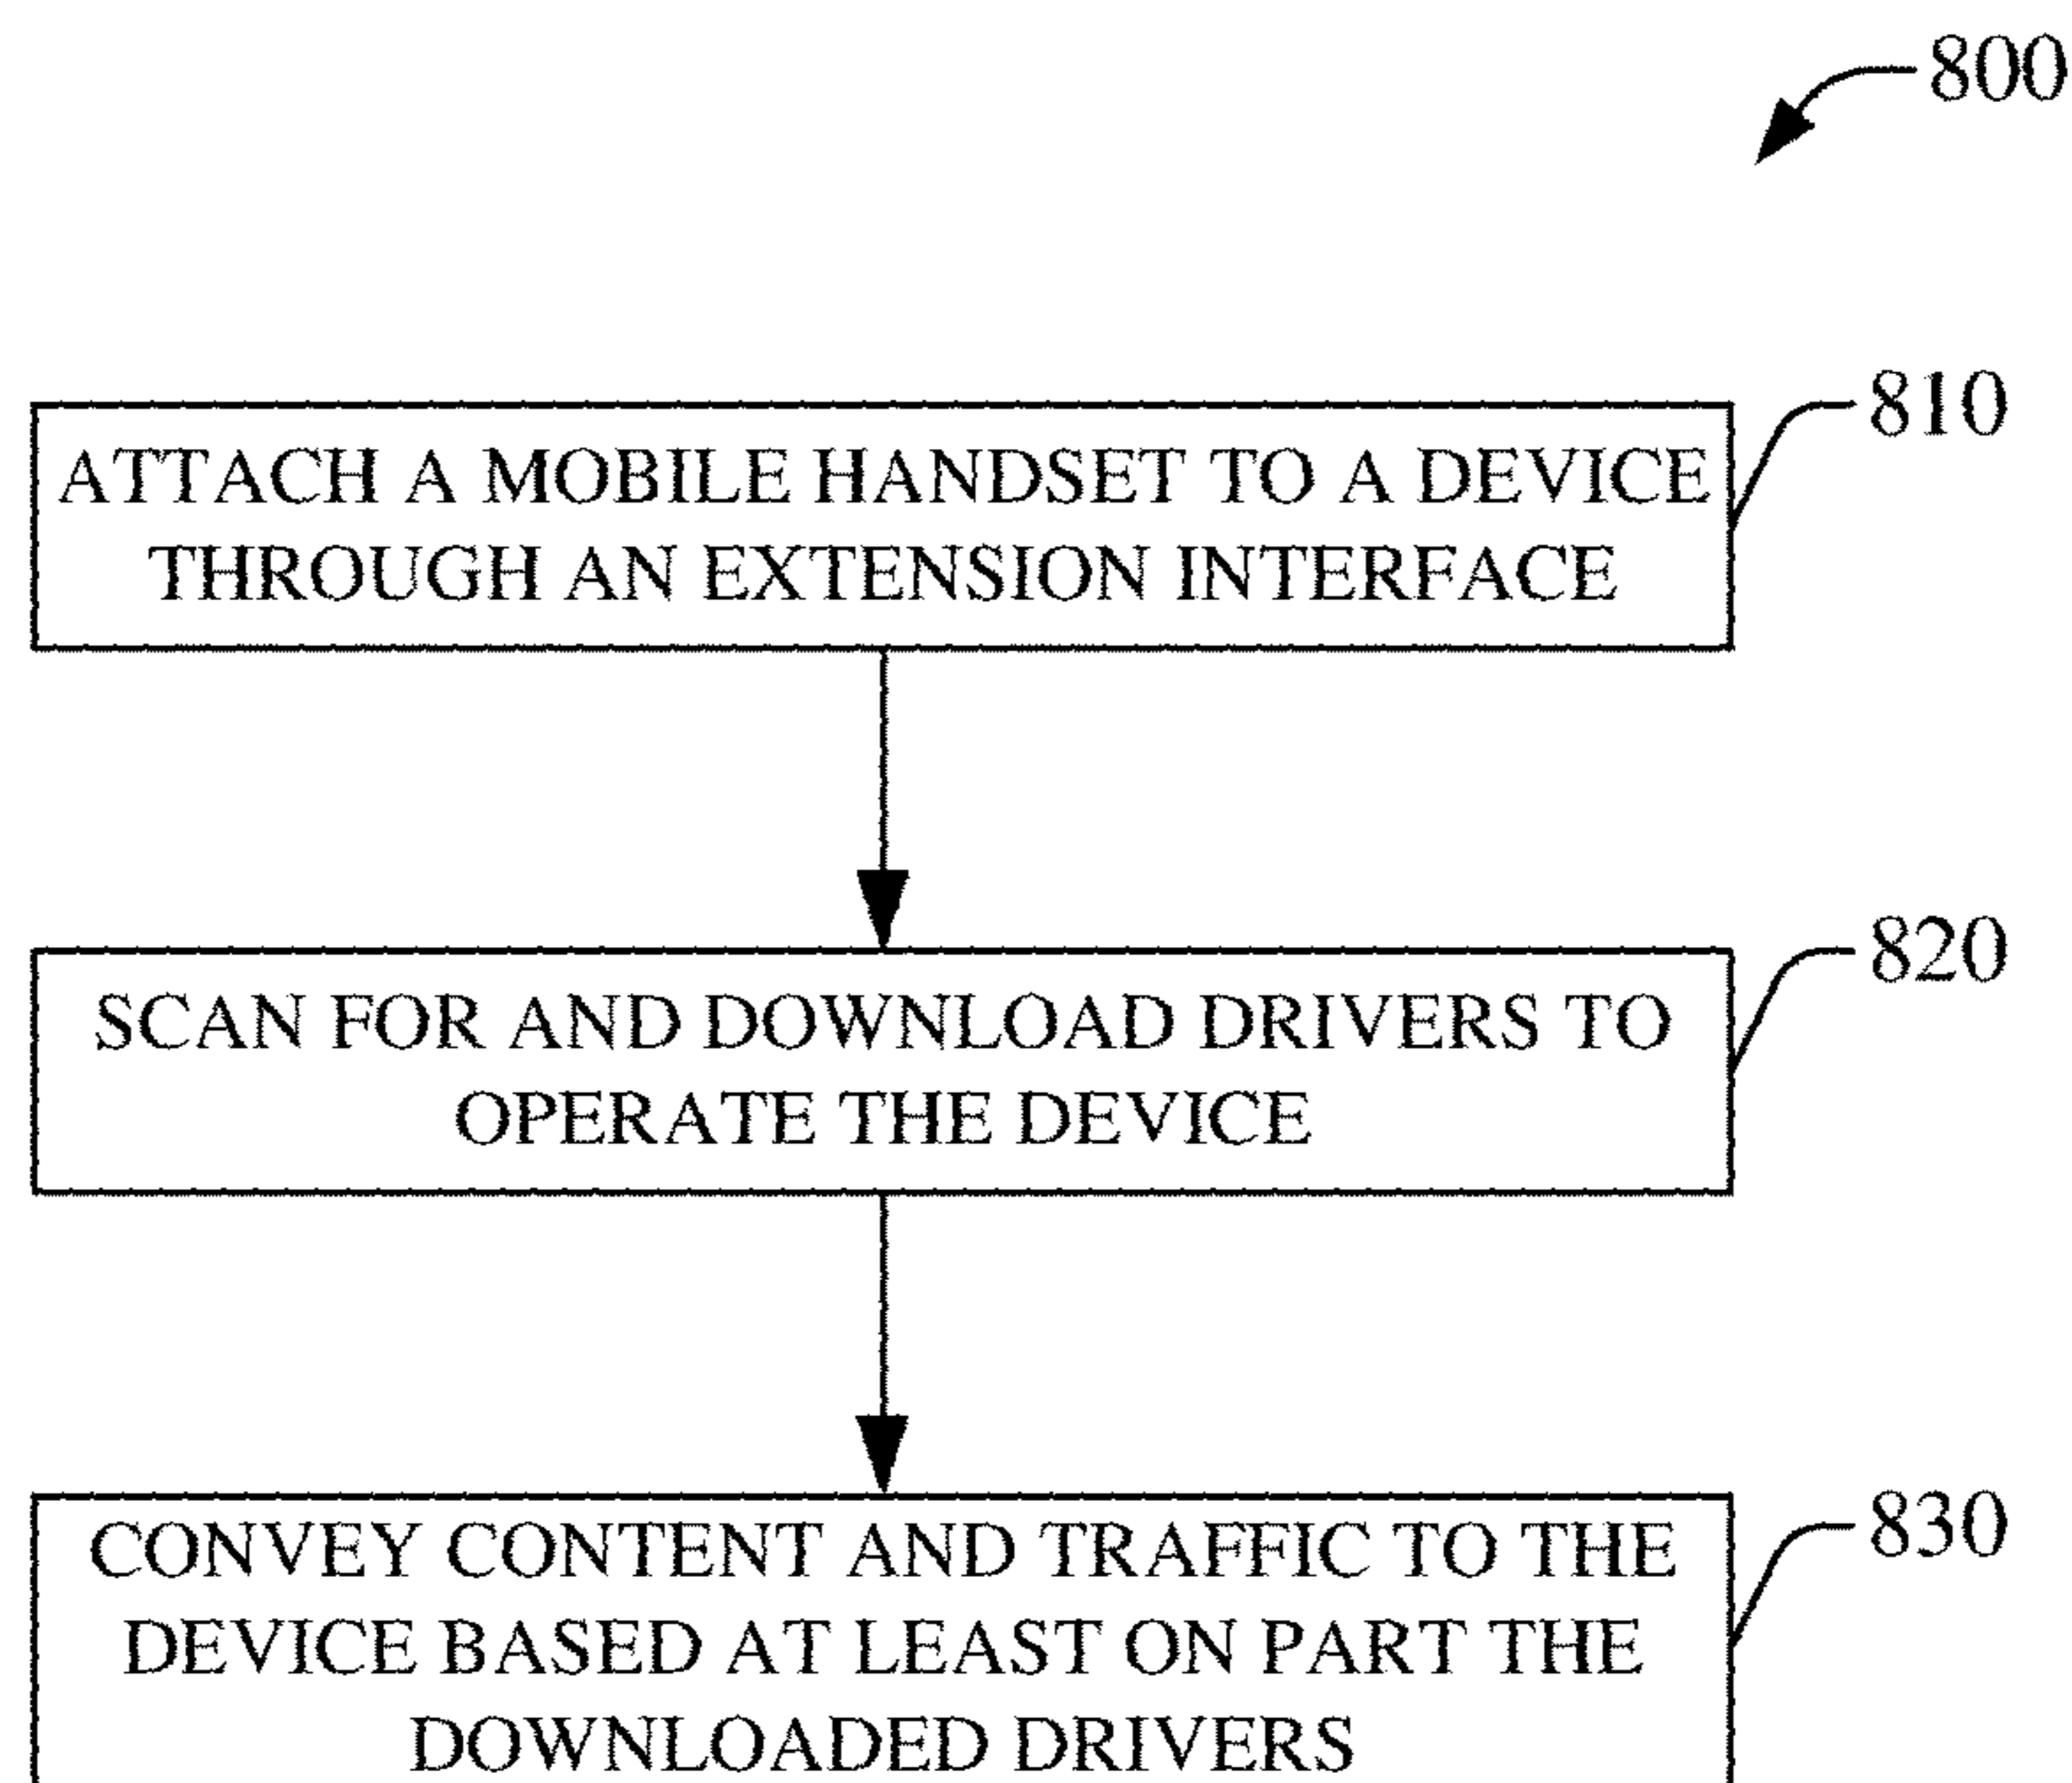 800
810
ATTACH A MOBILE HANDSET TO A DEVICE
THROUGH AN EXTENSION INTERFACE
820
SCAN FOR AND DOWNLOAD DRIVERS TO
OPERATE THE DEVICE
830
CONVEY CONTENT AND TRAFFIC TO THE
DEVICE BASED AT LEAST ON PART THE
DOWNLOADED DRIVERS